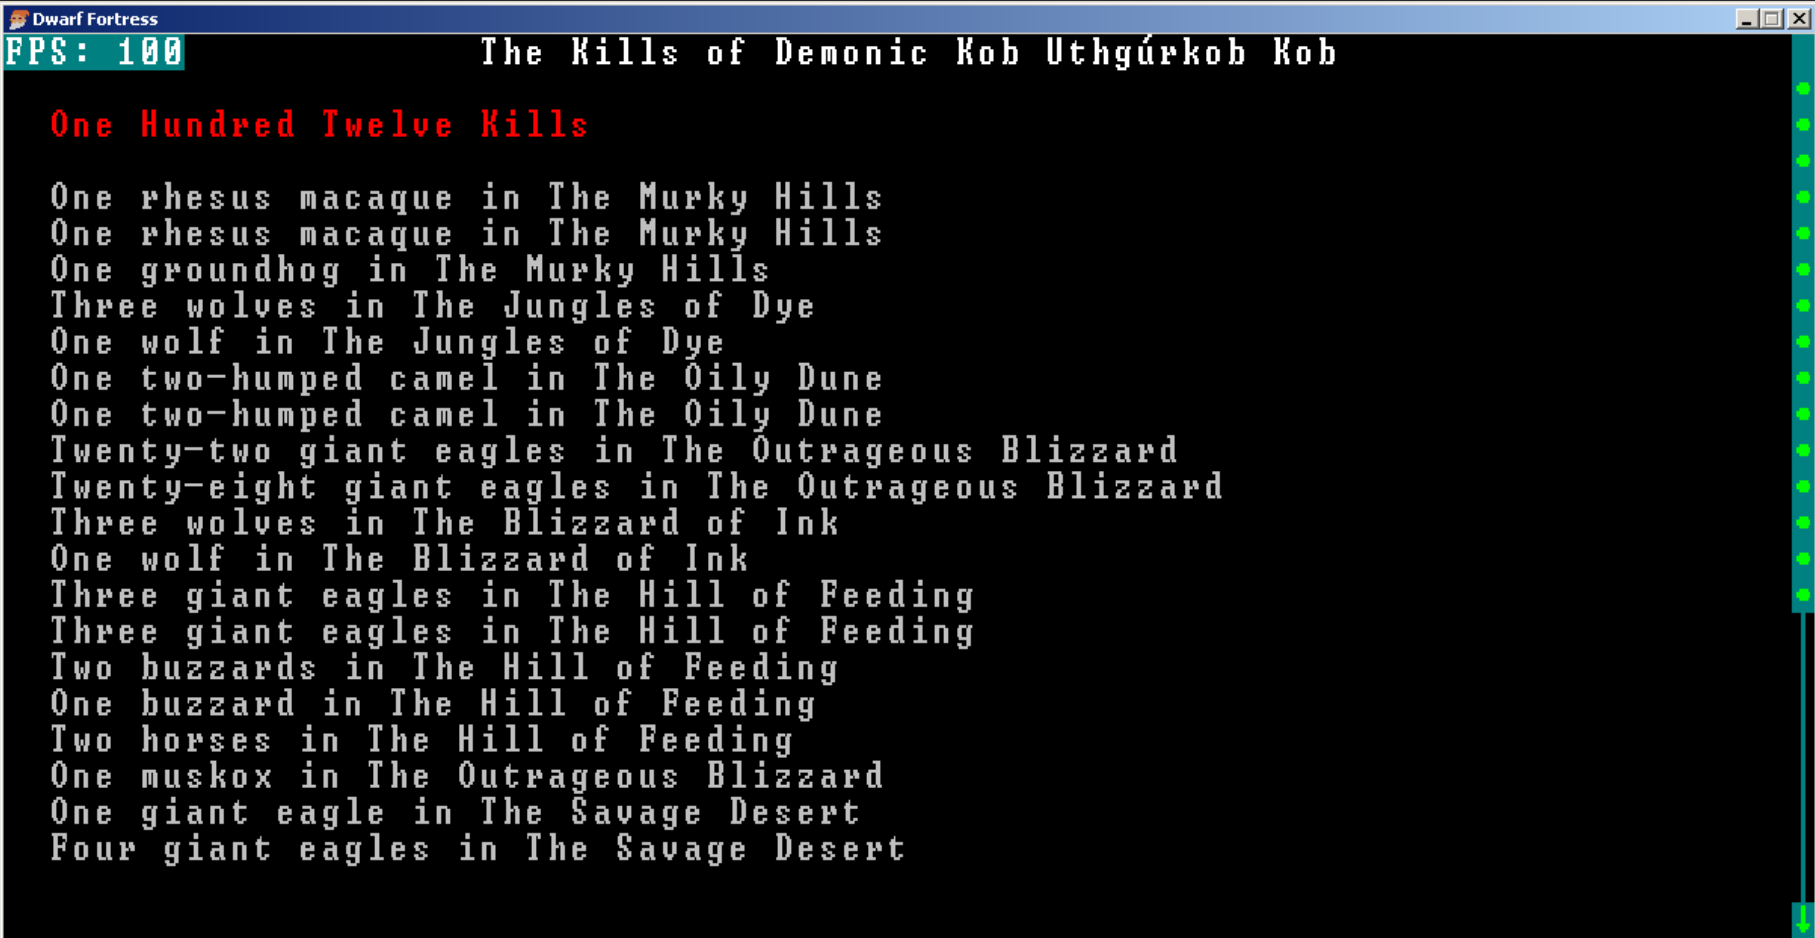 Dwarf Fortress
FPS: 100
The Kills of Demonic Kob Uthgúrkob Kob
One Hundred Twelve Kills
One rhesus macaque in The Murky Hills
One rhesus macaque in The Murky Hills
One groundhog in The Murky Hills
Three wolves in The Jungles of Dye
One wolf in The Jungles of Dye
One two-humped camel in The Oily Dune
One two-humped camel in The Oily Dune
Twenty-two giant eagles in The Outrageous Blizzard
Twenty-eight giant eagles in The Outrageous Blizzard
Three wolves in The Blizzard of Ink
One wolf in The Blizzard of Ink
Three giant eagles in The Hill of Feeding
Three giant eagles in The Hill of Feeding
Two buzzards in The Hill of Feeding
One buzzard in The Hill of Feeding
Two horses in The Hill of Feeding
One muskox in The Outrageous Blizzard
One giant eagle in The Savage Desert
Four giant eagles in The Savage Desert